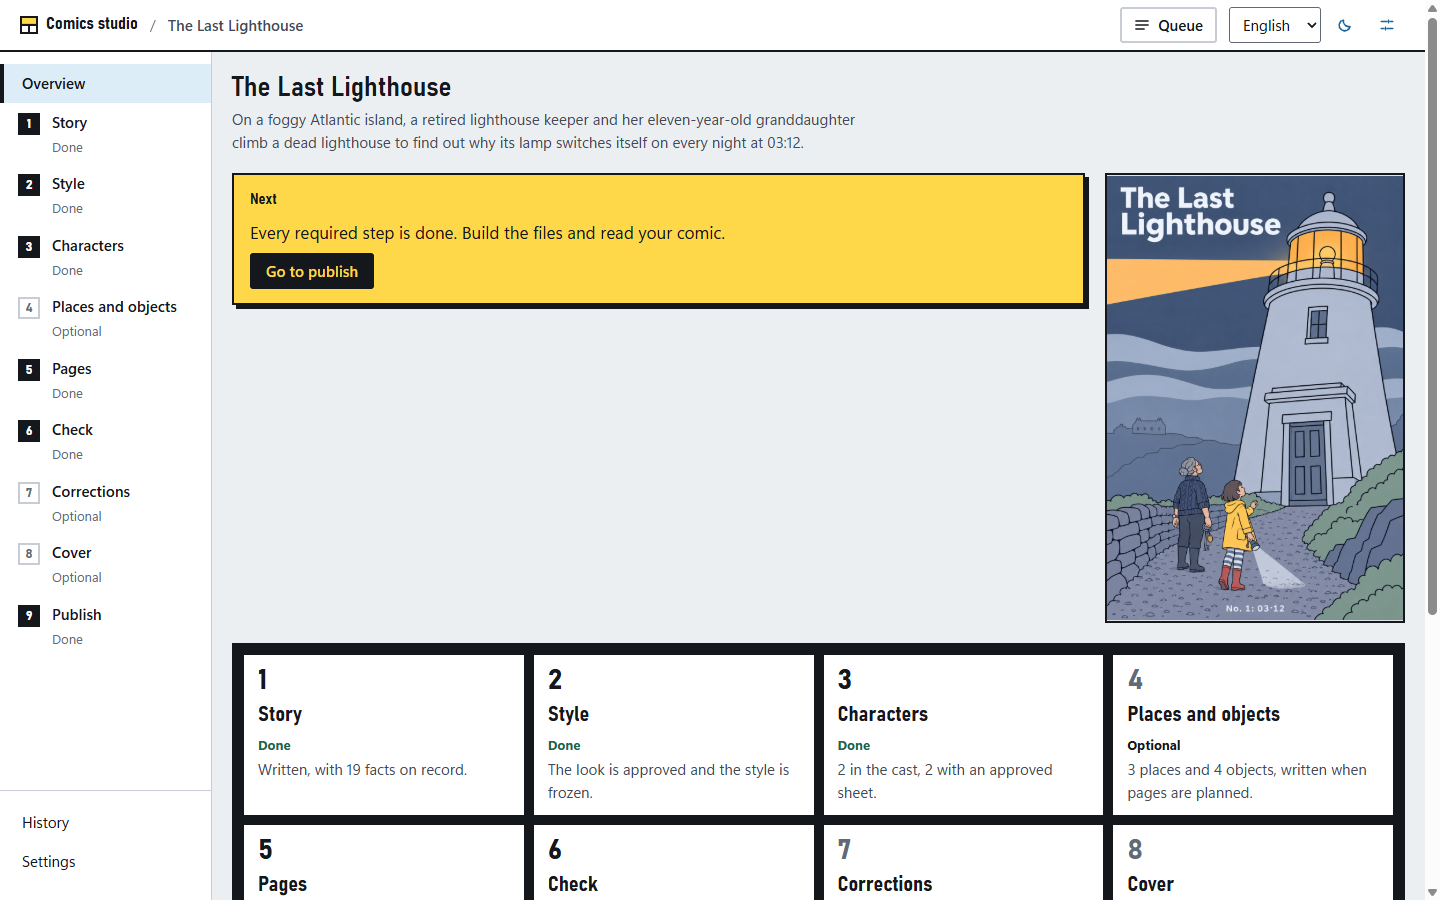 Comics studio / The Last Lighthouse
Queue
English
Overview
1 Story
Done
2 Style
Done
3 Characters
Done
4 Places and objects
Optional
5 Pages
Done
6 Check
Done
7 Corrections
Optional
8 Cover
Optional
9 Publish
Done
History
Settings
The Last Lighthouse
On a foggy Atlantic island, a retired lighthouse keeper and her eleven-year-old granddaughter
climb a dead lighthouse to find out why its lamp switches itself on every night at 03:12.
Next
Every required step is done. Build the files and read your comic.
Go to publish
The Last
Lighthouse
No. 1: 03:12
1
Story
Done
Written, with 19 facts on record.
2
Style
Done
The look is approved and the style is
frozen.
3
Characters
Done
2 in the cast, 2 with an approved
sheet.
4
Places and objects
Optional
3 places and 4 objects, written when
pages are planned.
5
Pages
6
Check
7
Corrections
8
Cover